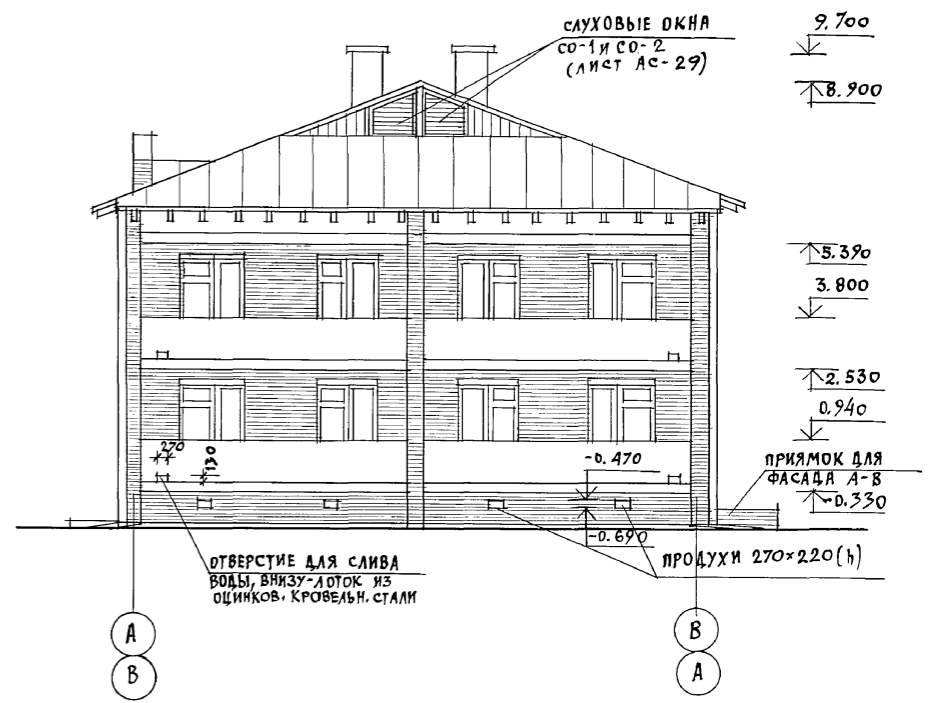 СЛУХОВЫЕ ОКНА
СО-1 И СО-2
(ЛИСТ АС-29)
9.700
8.900
5.390
3.800
2.530
0.940
270
130
-0.470
ПРИЯМОК ДЛЯ
ФАСАДА А-В
-0.330
-0.690
ОТВЕРСТИЕ ДЛЯ СЛИВА
ВОДЫ, ВНИЗУ-ЛОТОК ИЗ
ОЦИНКОВ. КРОВЕЛЬН. СТАЛИ
ПРОДУХИ 270×220(h)
А
В
В
А